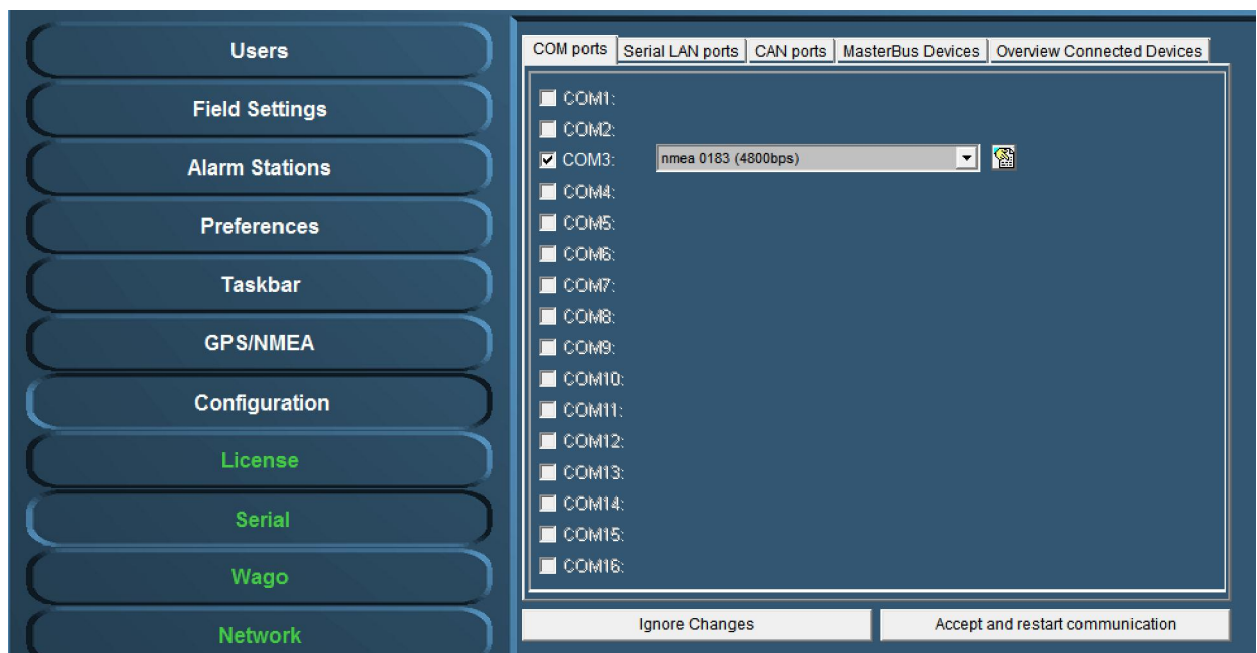 Users
Field Settings
Alarm Stations
Preferences
Taskbar
GPS/NMEA
Configuration
License
Serial
Wago
Network
COM ports Serial LAN ports CAN ports MasterBus Devices Overview Connected Devices
COM1:
COM2:
COM3: nmea 0183 (4800bps)
COM4:
COM5:
COM6:
COM7:
COM8:
COM9:
COM10:
COM11:
COM12:
COM13:
COM14:
COM15:
COM16:
Ignore Changes Accept and restart communication